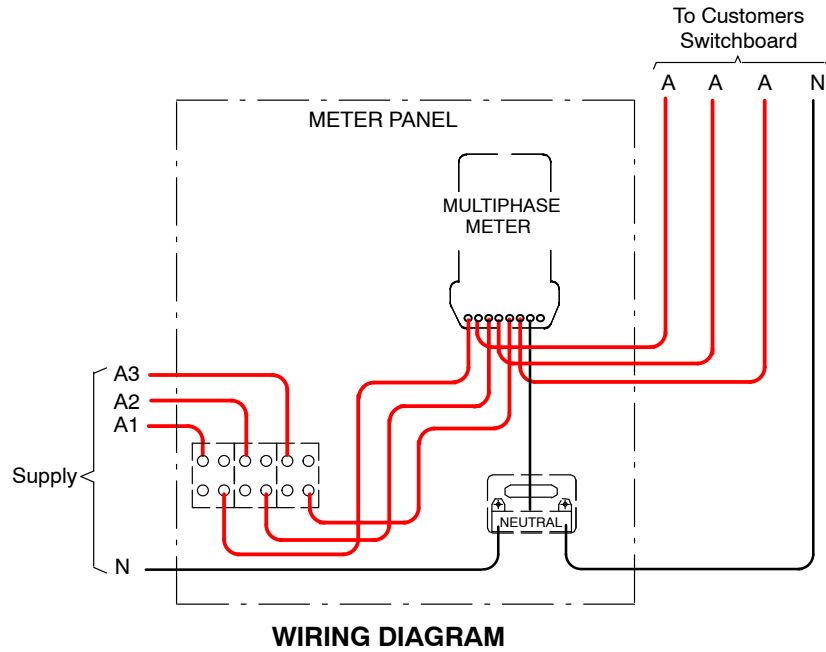 To Customers
Switchboard
A A A N
METER PANEL
MULTIPHASE
METER
A3
A2
A1
Supply
NEUTRAL
N
WIRING DIAGRAM